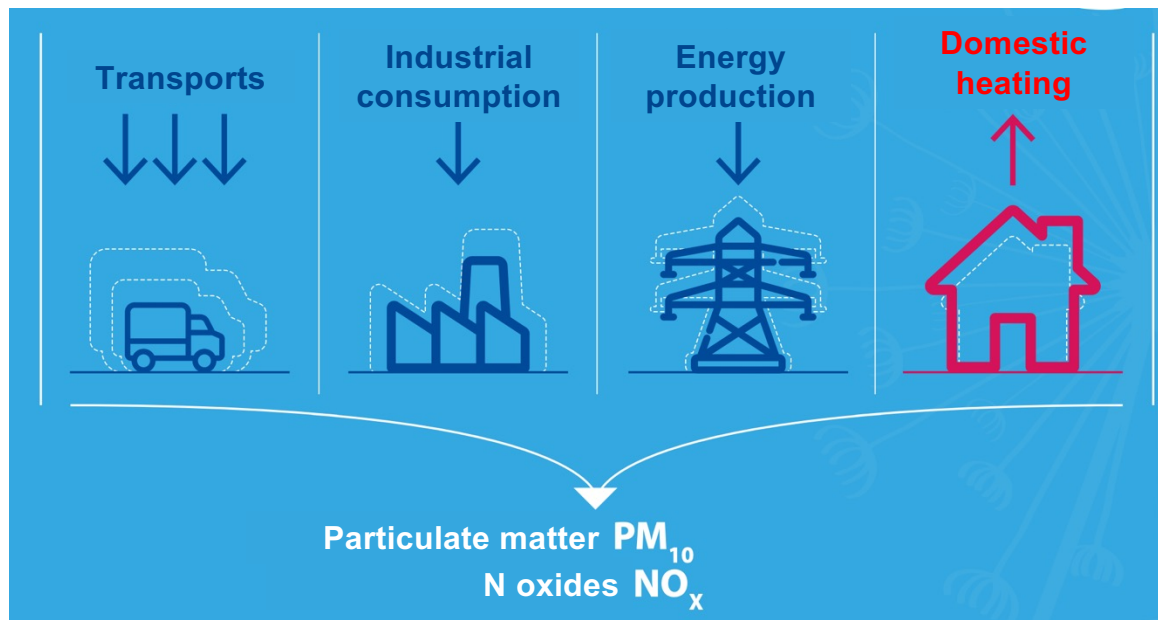 Transports
Industrial
consumption
Energy
production
Domestic
heating
Particulate matter PM10
N oxides NOX